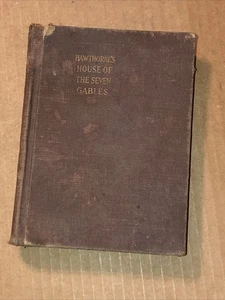 HAWTHORNE'S
HOUSE OF
THE SEVEN
GABLES